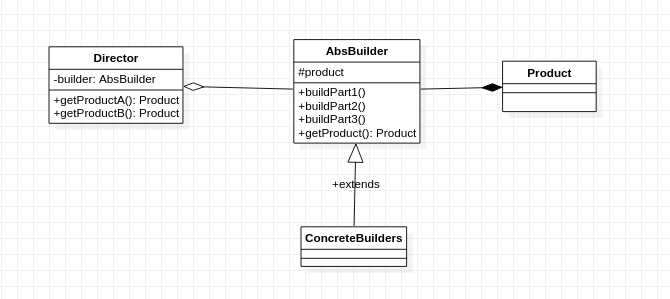 Director
-builder: AbsBuilder
+getProductA(): Product
+getProductB(): Product
AbsBuilder
#product
+buildPart1()
+buildPart2()
+buildPart3()
+getProduct(): Product
Product
+extends
ConcreteBuilders